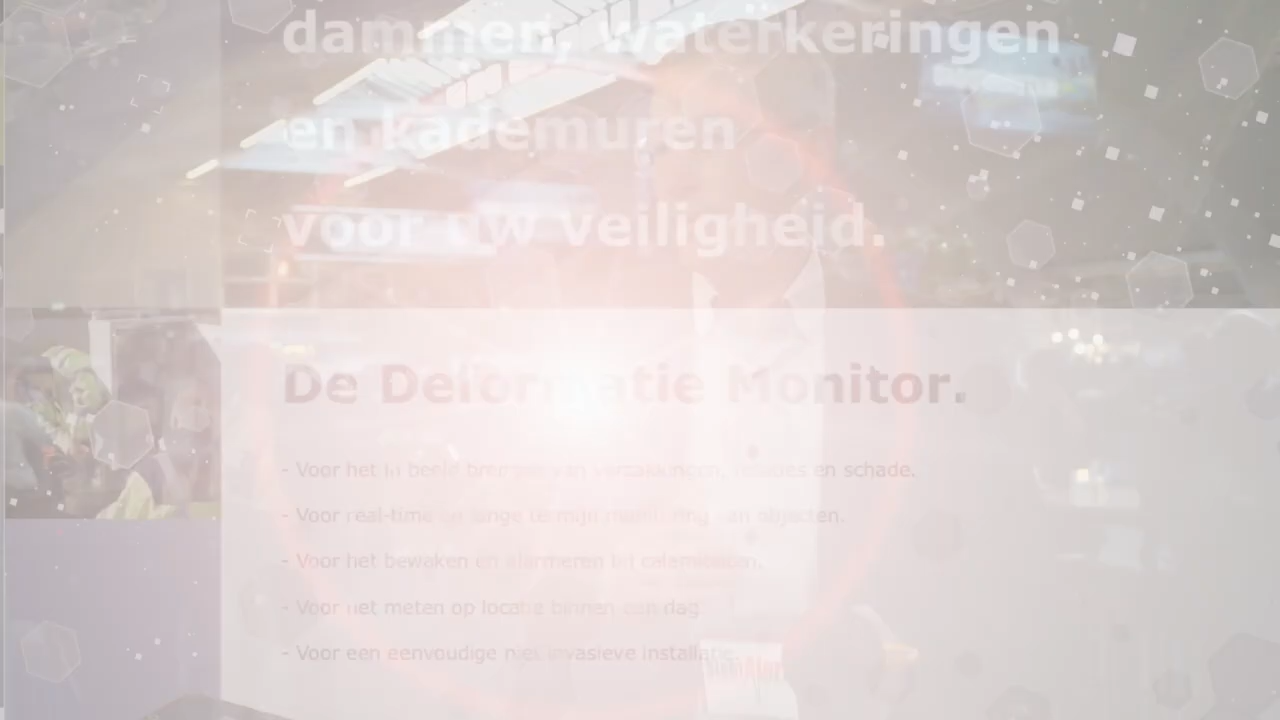 dammen, waterkeringen
en kademuren
voor uw veiligheid.
De Deformatie Monitor.
- Voor het in beeld brengen van verzakkingen, rotaties en schade.
- Voor real-time en lange termijn monitoring van objecten.
- Voor het bewaken en alarmeren bij calamiteiten.
- Voor het meten op locatie binnen een dag
- Voor een eenvoudige niet invasieve installatie.